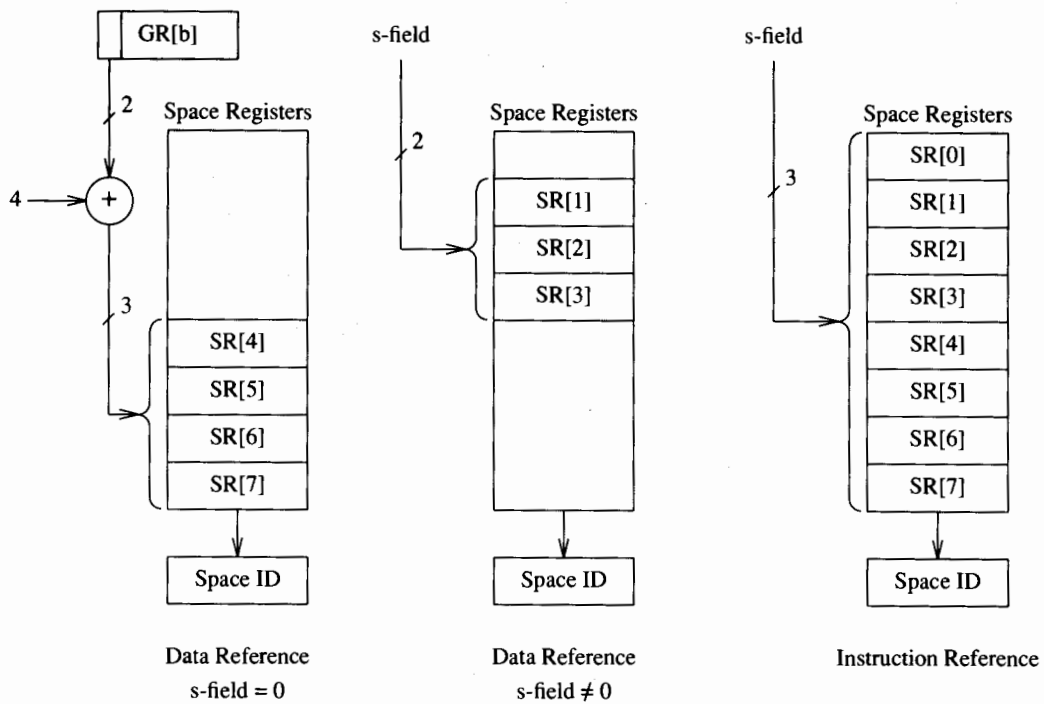 GR[b]
2
4
+
3
Space Registers
SR[4]
SR[5]
SR[6]
SR[7]
Space ID
Data Reference
s-field = 0
s-field
2
Space Registers
SR[1]
SR[2]
SR[3]
Space ID
Data Reference
s-field ≠ 0
s-field
3
Space Registers
SR[0]
SR[1]
SR[2]
SR[3]
SR[4]
SR[5]
SR[6]
SR[7]
Space ID
Instruction Reference